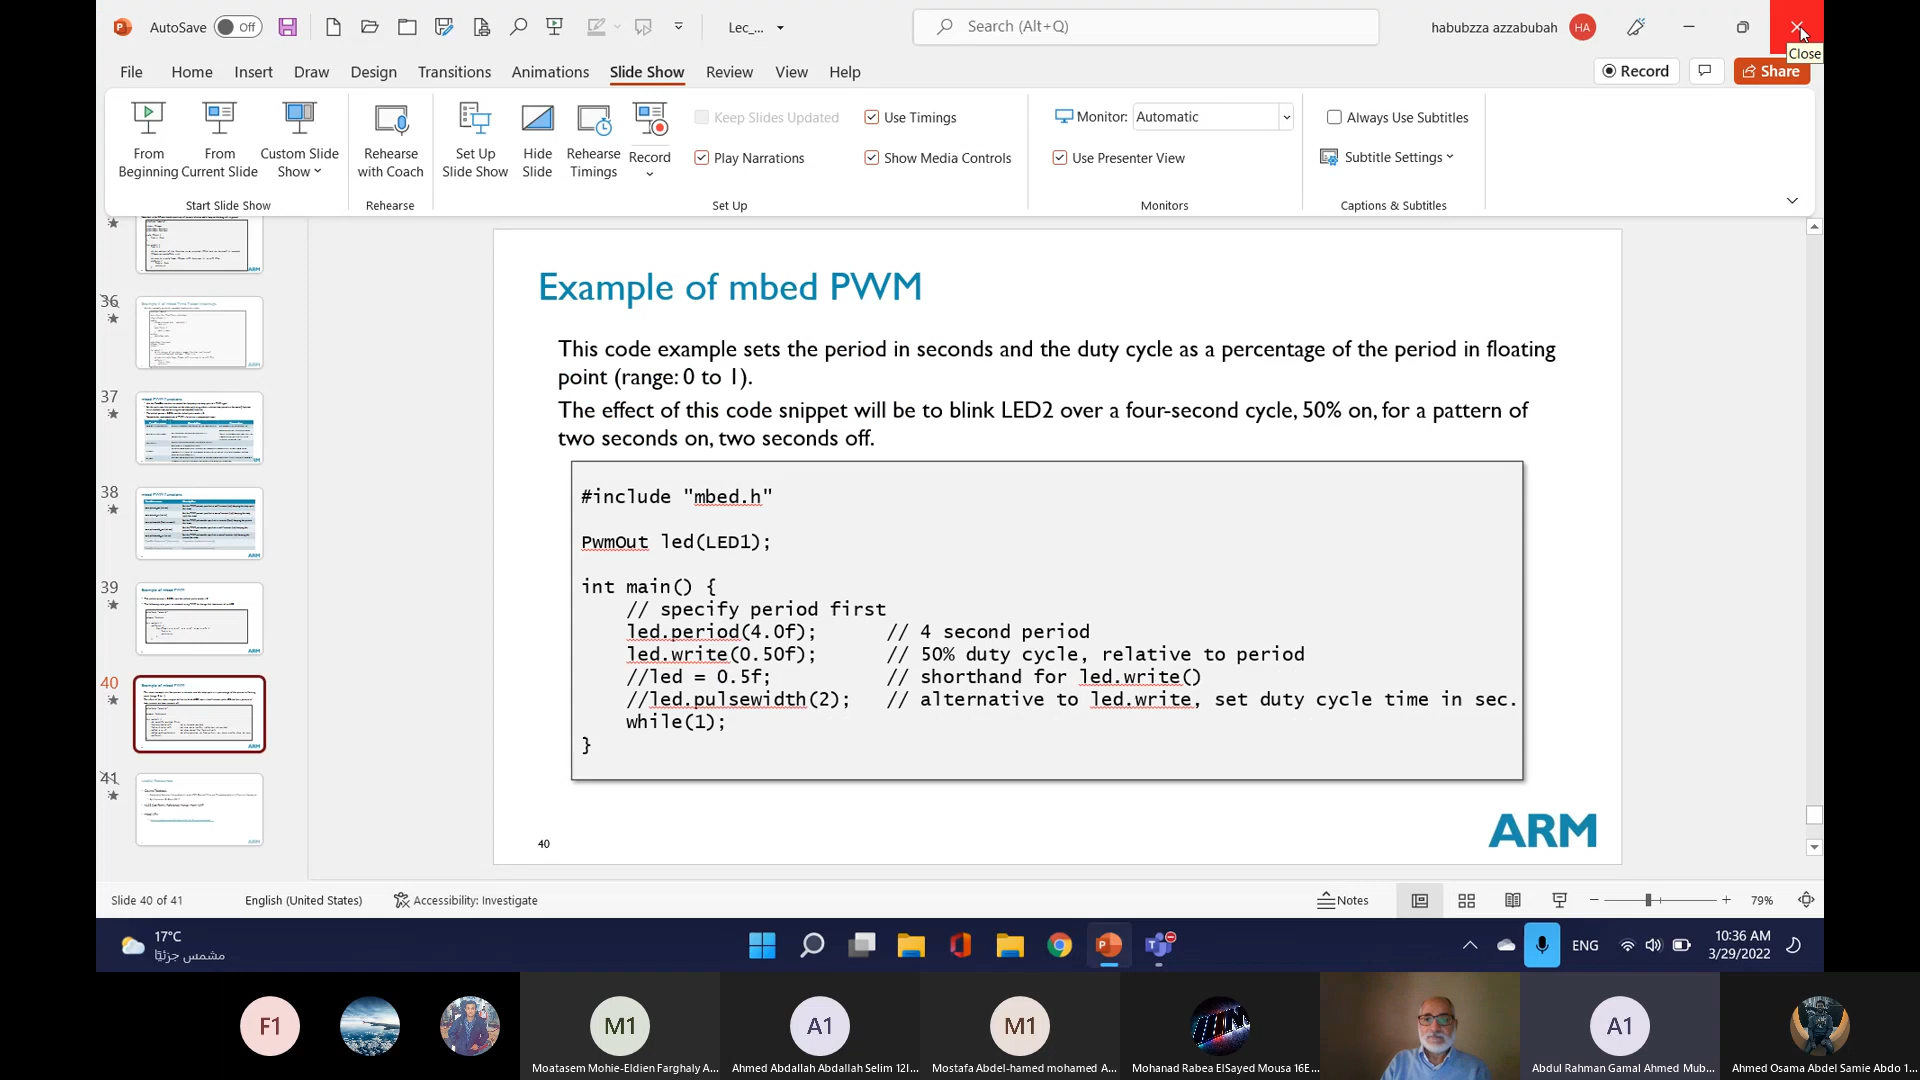 AutoSave
Off
Lec_...
Search (Alt+Q)
habubzza azzabubah
HA
Close
File
Home
Insert
Draw
Design
Transitions
Animations
Slide Show
Review
View
Help
Record
Share
From
Beginning
From
Current Slide
Custom Slide
Show
Start Slide Show
Rehearse
with Coach
Rehearse
Set Up
Slide Show
Hide
Slide
Rehearse
Timings
Record
Keep Slides Updated
Play Narrations
Use Timings
Show Media Controls
Set Up
Monitor:
Automatic
Use Presenter View
Monitors
Always Use Subtitles
Subtitle Settings
Captions & Subtitles
36
37
38
39
40
41
Example of mbed PWM
This code example sets the period in seconds and the duty cycle as a percentage of the period in floating
point (range: 0 to 1).
The effect of this code snippet will be to blink LED2 over a four-second cycle, 50% on, for a pattern of
two seconds on, two seconds off.
#include "mbed.h"
PwmOut led(LED1);
int main() {
// specify period first
led.period(4.0f); // 4 second period
led.write(0.50f); // 50% duty cycle, relative to period
//led = 0.5f; // shorthand for led.write()
//led.pulsewidth(2); // alternative to led.write, set duty cycle time in sec.
while(1);
}
40
ARM
Slide 40 of 41
English (United States)
Accessibility: Investigate
Notes
79%
17°C
مشمس جزئيًا
ENG
10:36 AM
3/29/2022
F1
M1
Moatasem Mohie-Eldien Farghaly A...
A1
Ahmed Abdallah Abdallah Selim 12I...
M1
Mostafa Abdel-hamed mohamed A...
Mohanad Rabea ElSayed Mousa 16E...
A1
Abdul Rahman Gamal Ahmed Mub...
Ahmed Osama Abdel Samie Abdo 1...